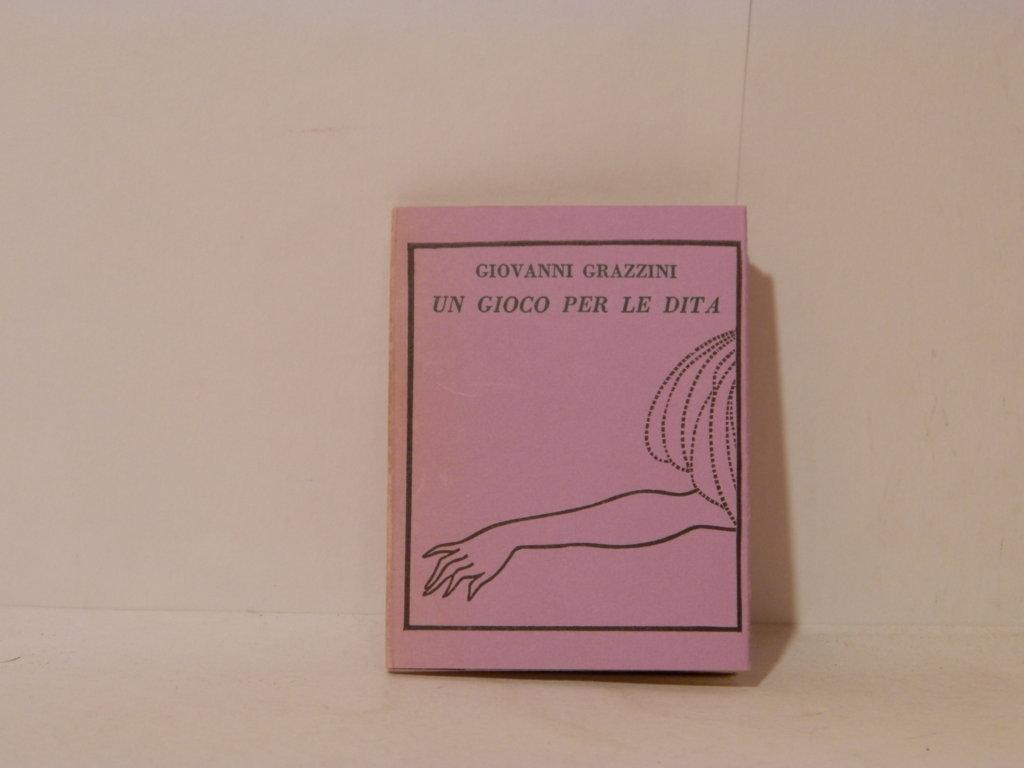 GIOVANNI GRAZZINI
UN GIOCO PER LE DITA